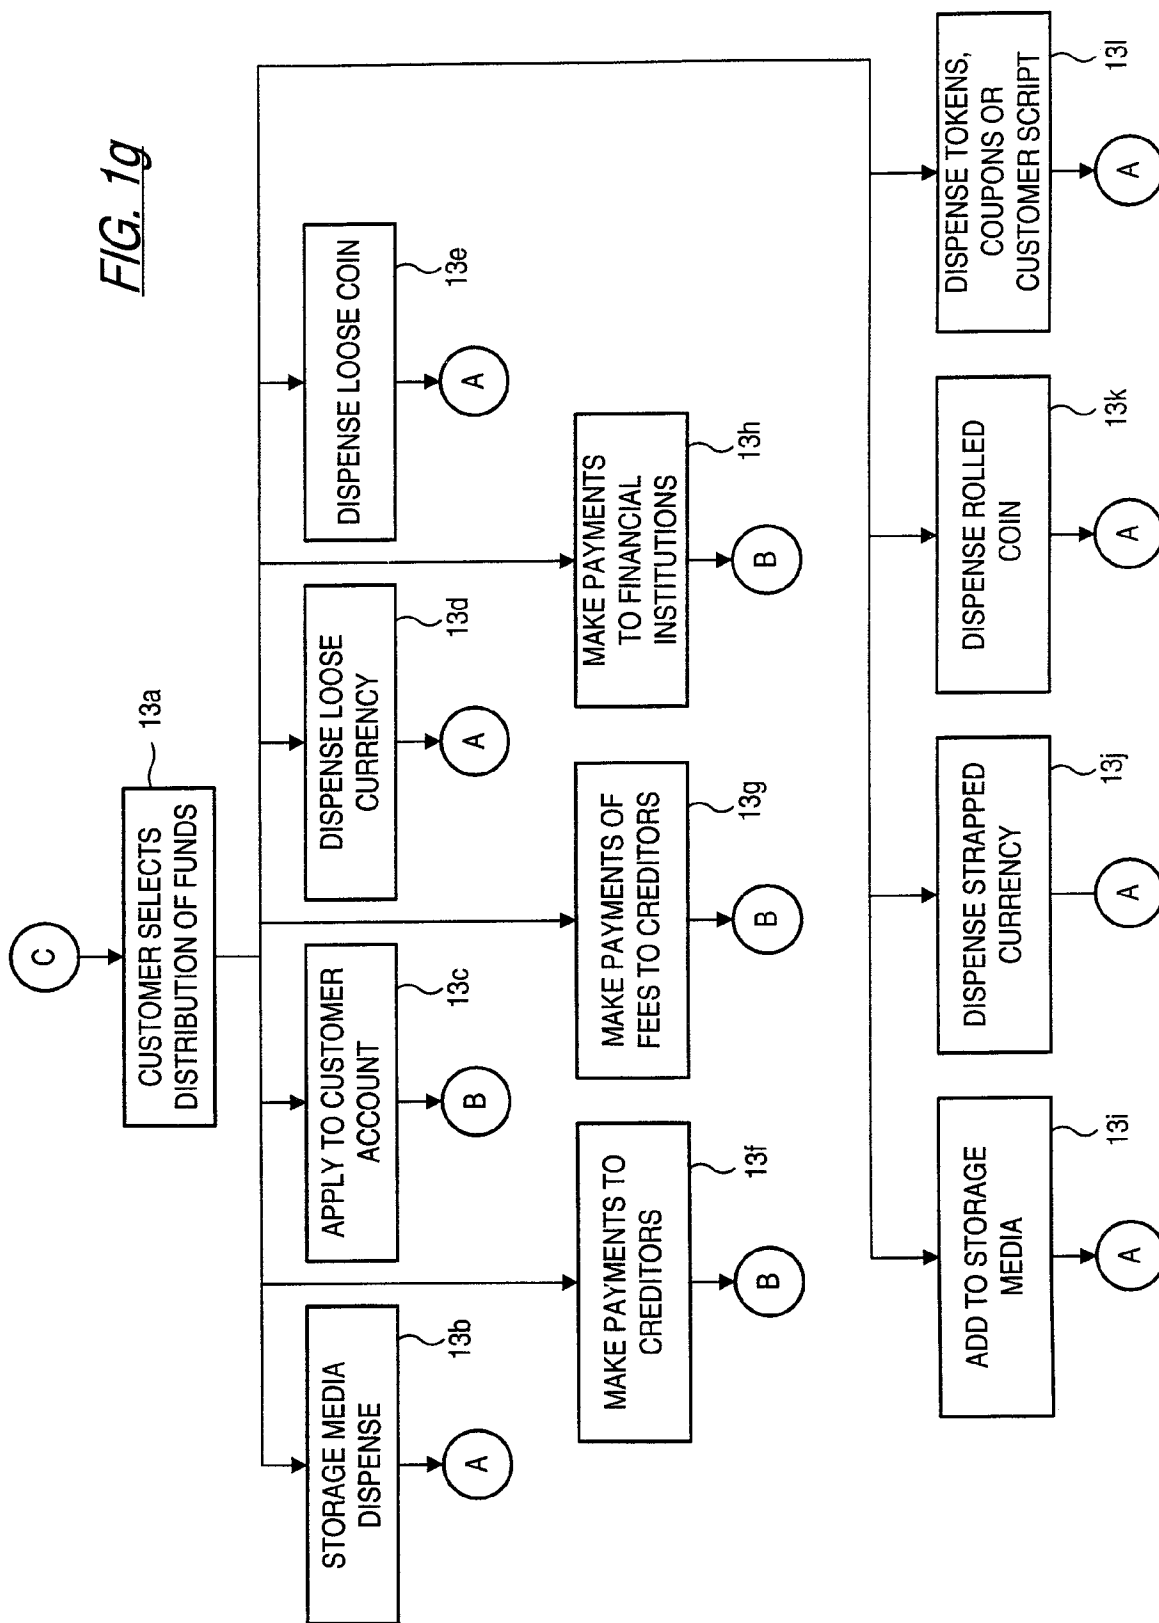 FIG. 1g
C
CUSTOMER SELECTS
DISTRIBUTION OF FUNDS
13a
STORAGE MEDIA
DISPENSE
13b
A
APPLY TO CUSTOMER
ACCOUNT
13c
B
DISPENSE LOOSE
CURRENCY
13d
A
DISPENSE LOOSE COIN
13e
A
MAKE PAYMENTS TO
CREDITORS
13f
B
MAKE PAYMENTS OF
FEES TO CREDITORS
13g
B
MAKE PAYMENTS
TO FINANCIAL
INSTITUTIONS
13h
B
ADD TO STORAGE
MEDIA
13i
A
DISPENSE STRAPPED
CURRENCY
13j
A
DISPENSE ROLLED
COIN
13k
A
DISPENSE TOKENS,
COUPONS OR
CUSTOMER SCRIPT
13l
A